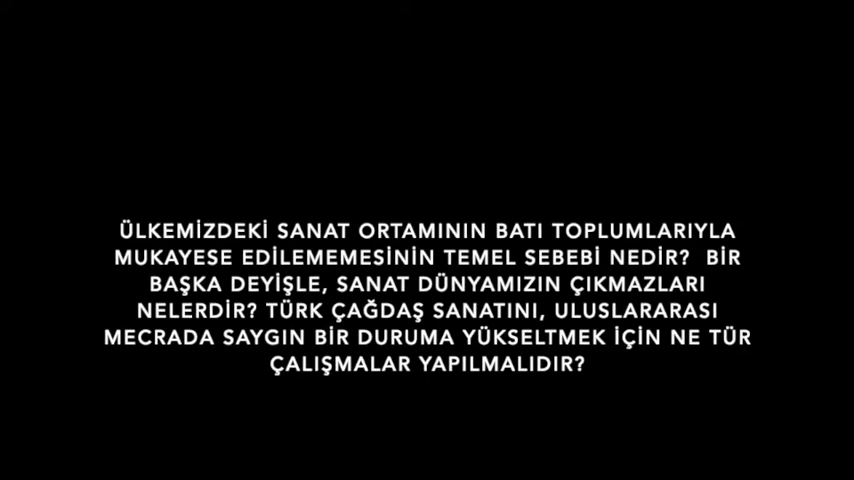 ÜLKEMİZDEKİ SANAT ORTAMININ BATI TOPLUMLARIYLA
MUKAYESE EDİLEMEMESİNİN TEMEL SEBEBİ NEDİR?  BİR
BAŞKA DEYİŞLE, SANAT DÜNYAMIZIN ÇIKMAZLARI
NELERDİR? TÜRK ÇAĞDAŞ SANATINI, ULUSLARARASI
MECRADA SAYGIN BİR DURUMA YÜKSELTMEK İÇİN NE TÜR
ÇALIŞMALAR YAPILMALIDIR?